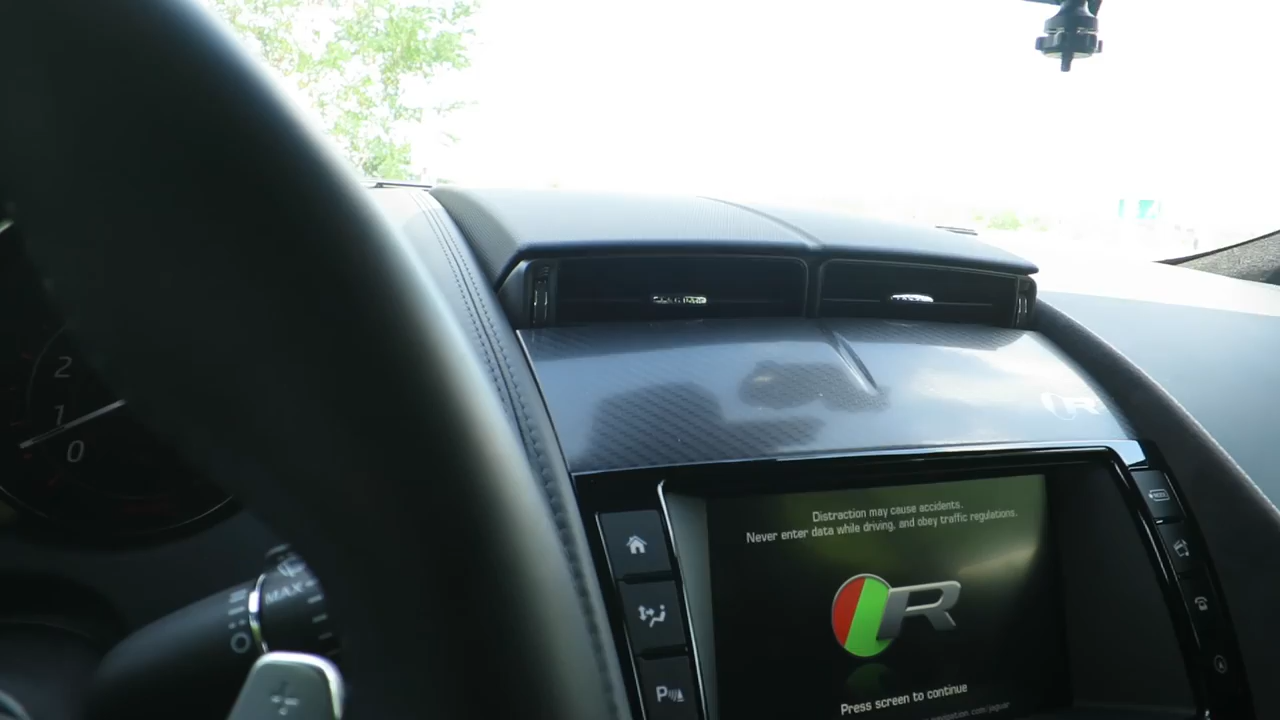 2
1
0
MAX
R
Distraction may cause accidents.
Never enter data while driving, and obey traffic regulations.
R
Press screen to continue
P